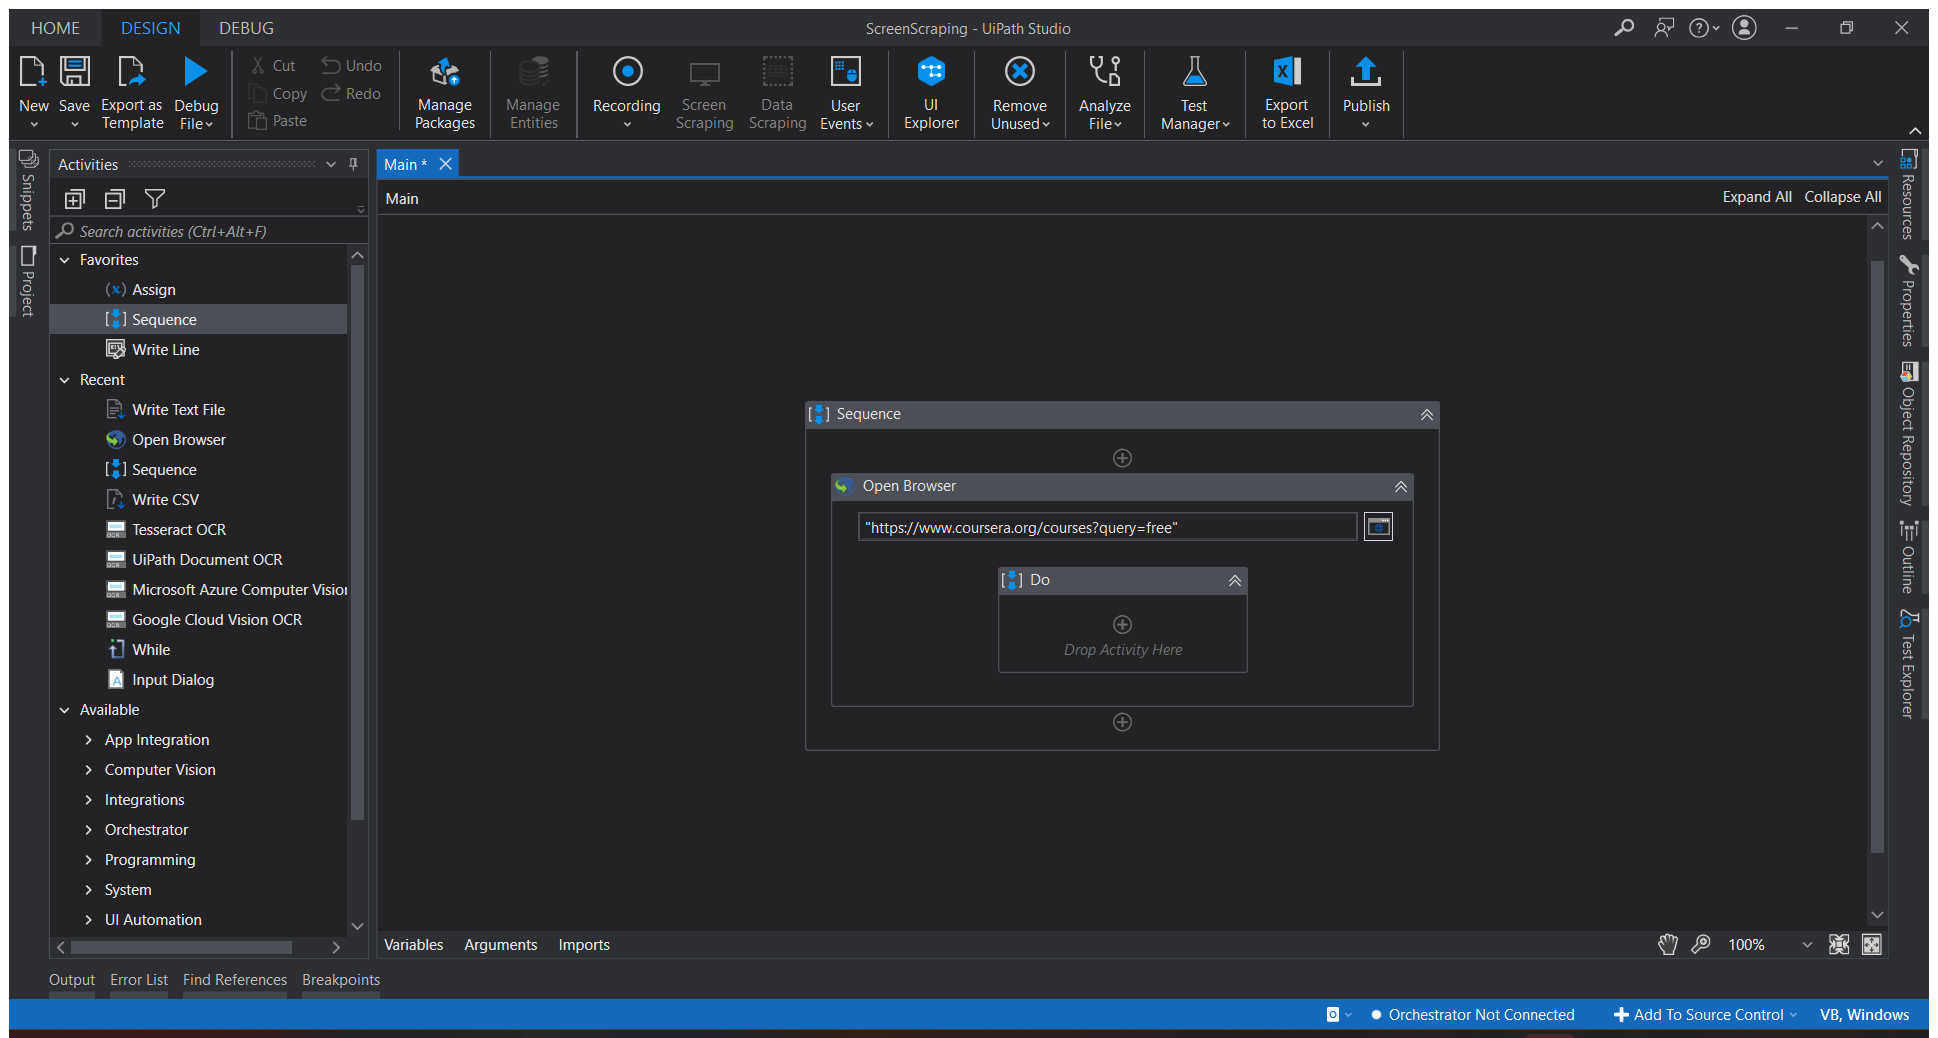 HOME DESIGN DEBUG ScreenScraping - UiPath Studio
New Save Export as Template Debug File
Cut Undo
Copy Redo
Paste
Manage Packages Manage Entities Recording Screen Scraping Data Scraping User Events UI Explorer Remove Unused Analyze File Test Manager Export to Excel Publish
Snippets
Project
Activities
Search activities (Ctrl+Alt+F)
Favorites
Assign
Sequence
Write Line
Recent
Write Text File
Open Browser
Sequence
Write CSV
Tesseract OCR
UiPath Document OCR
Microsoft Azure Computer Vision
Google Cloud Vision OCR
While
Input Dialog
Available
App Integration
Computer Vision
Integrations
Orchestrator
Programming
System
UI Automation
Main *
Main Expand All Collapse All
Sequence
Open Browser
"https://www.coursera.org/courses?query=free"
Do
Drop Activity Here
Variables Arguments Imports 100%
Resources
Properties
Object Repository
Outline
Test Explorer
Output Error List Find References Breakpoints
Orchestrator Not Connected Add To Source Control VB, Windows